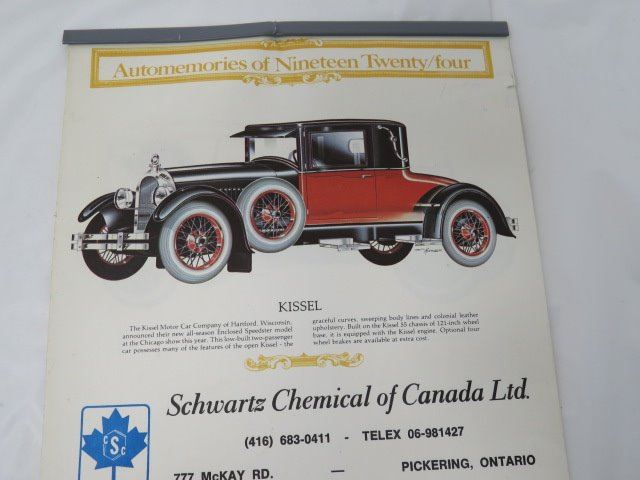 Automemories of Nineteen Twenty/four
KISSEL
The Kissel Motor Car Company of Hartford, Wisconsin,
announced their new all-season Enclosed Speedster model
at the Chicago show this year. This low-built two-passenger
car possesses many of the features of the open Kissel - the
graceful curves, sweeping body lines and colonial leather
upholstery. Built on the Kissel 55 chassis of 121-inch wheel
base, it is equipped with the Kissel engine. Optional four
wheel brakes are available at extra cost.
Schwartz Chemical of Canada Ltd.
(416) 683-0411 - TELEX 06-981427
CSC
777 McKAY RD. — PICKERING, ONTARIO